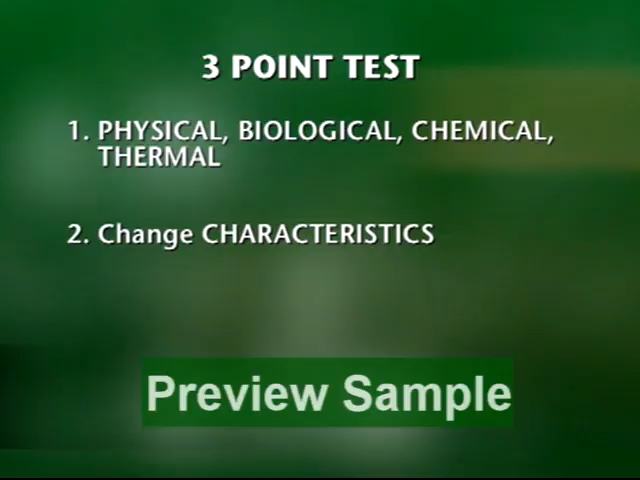 3 POINT TEST
1. PHYSICAL, BIOLOGICAL, CHEMICAL,
THERMAL
2. Change CHARACTERISTICS
Preview Sample